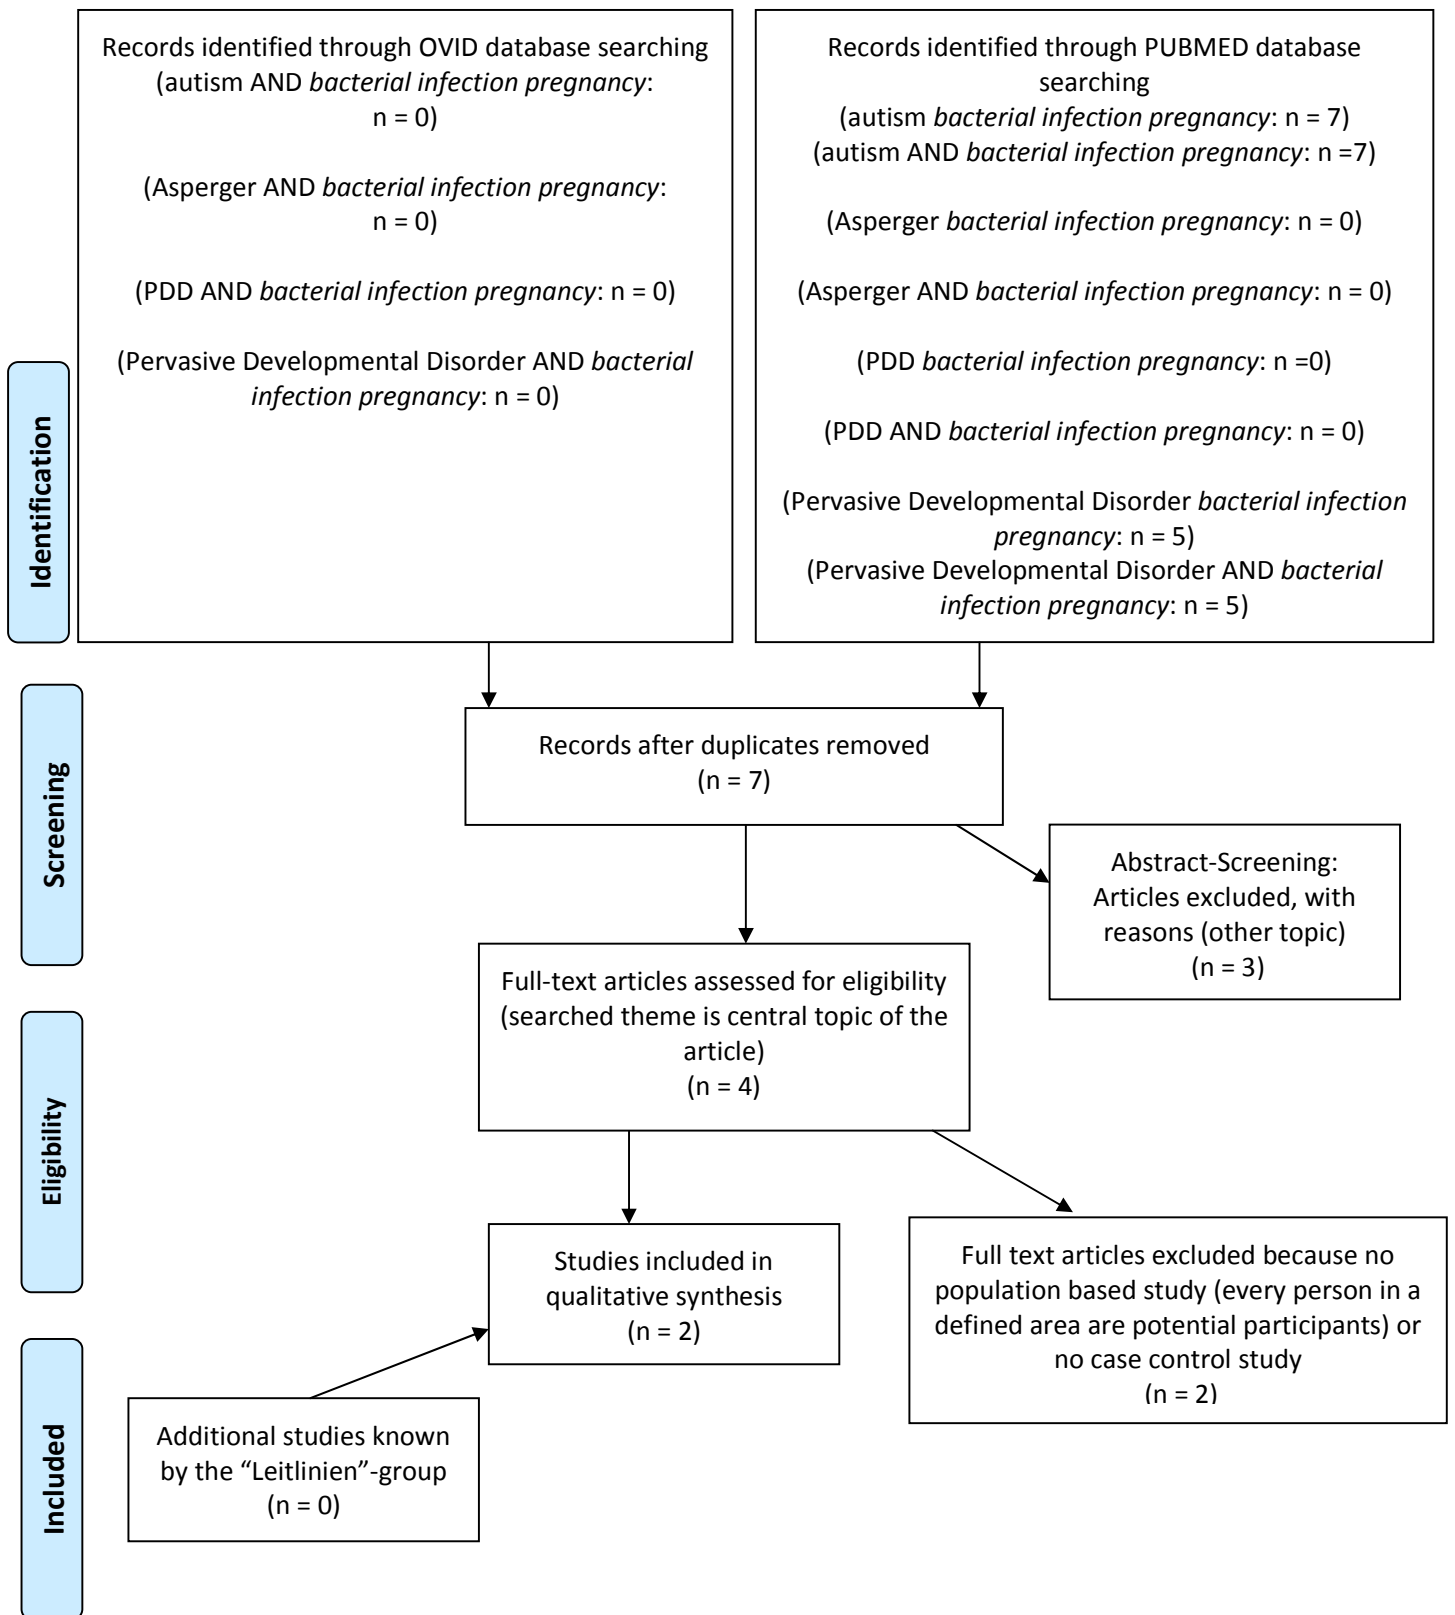 Records identified through OVID database searching
(autism AND bacterial infection pregnancy:
n = 0)
(Asperger AND bacterial infection pregnancy:
n = 0)
(PDD AND bacterial infection pregnancy: n = 0)
(Pervasive Developmental Disorder AND bacterial
infection pregnancy: n = 0)
Records identified through PUBMED database
searching
(autism bacterial infection pregnancy: n = 7)
(autism AND bacterial infection pregnancy: n =7)
(Asperger bacterial infection pregnancy: n = 0)
(Asperger AND bacterial infection pregnancy: n = 0)
(PDD bacterial infection pregnancy: n =0)
(PDD AND bacterial infection pregnancy: n = 0)
(Pervasive Developmental Disorder bacterial infection
pregnancy: n = 5)
(Pervasive Developmental Disorder AND bacterial
infection pregnancy: n = 5)
Identification
Screening
Records after duplicates removed
(n = 7)
Abstract-Screening:
Articles excluded, with
reasons (other topic)
(n = 3)
Full-text articles assessed for eligibility
(searched theme is central topic of the
article)
(n = 4)
Eligibility
Studies included in
qualitative synthesis
(n = 2)
Full text articles excluded because no
population based study (every person in a
defined area are potential participants) or
no case control study
(n = 2)
Included
Additional studies known
by the “Leitlinien”-group
(n = 0)